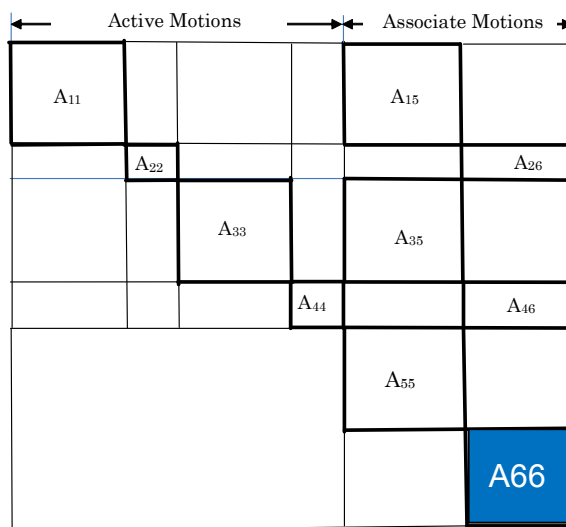 Active Motions Associate Motions
A₁₁ A₁₅
A₂₂ A₂₆
A₃₃ A₃₅
A₄₄ A₄₆
A₅₅
A66